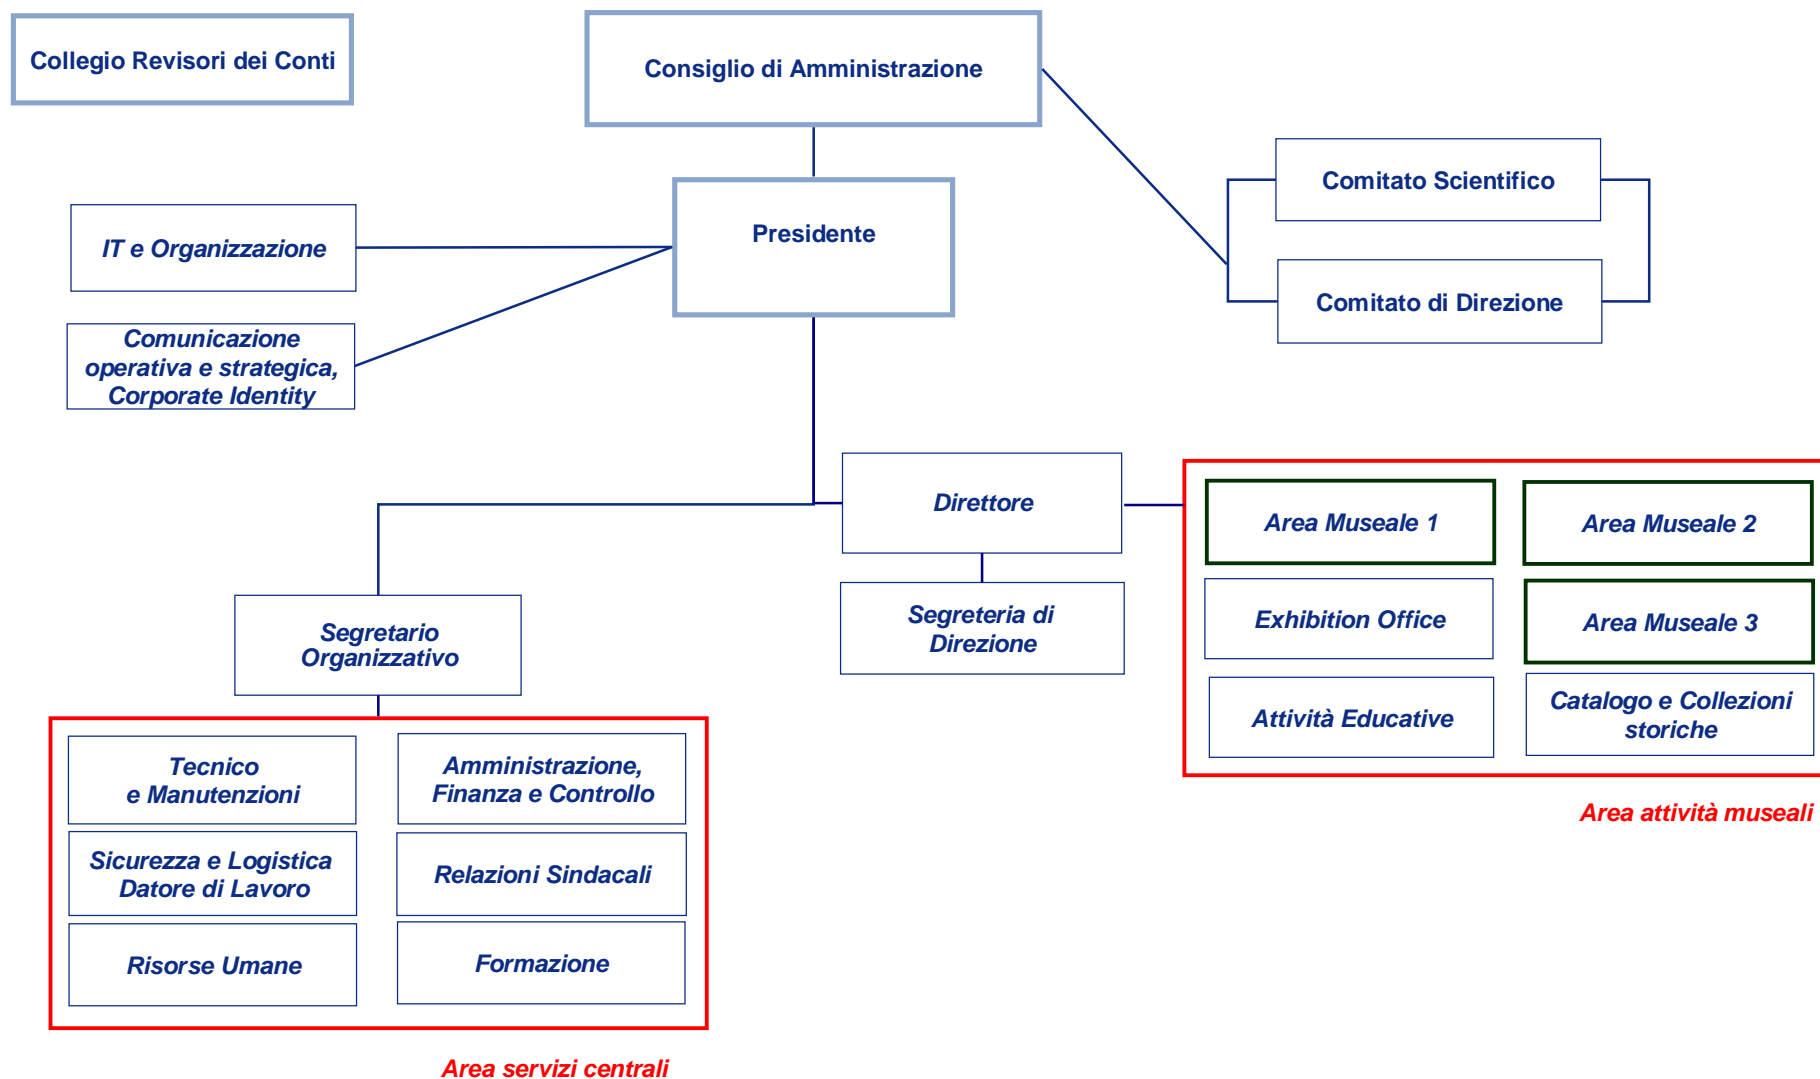 Collegio Revisori dei Conti
Consiglio di Amministrazione
Comitato Scientifico
Presidente
IT e Organizzazione
Comitato di Direzione
Comunicazione
operativa e strategica,
Corporate Identity
Direttore
Area Museale 1
Area Museale 2
Segreteria di
Direzione
Exhibition Office
Area Museale 3
Segretario
Organizzativo
Attività Educative
Catalogo e Collezioni
storiche
Tecnico
e Manutenzioni
Amministrazione,
Finanza e Controllo
Area attività museali
Sicurezza e Logistica
Datore di Lavoro
Relazioni Sindacali
Risorse Umane
Formazione
Area servizi centrali